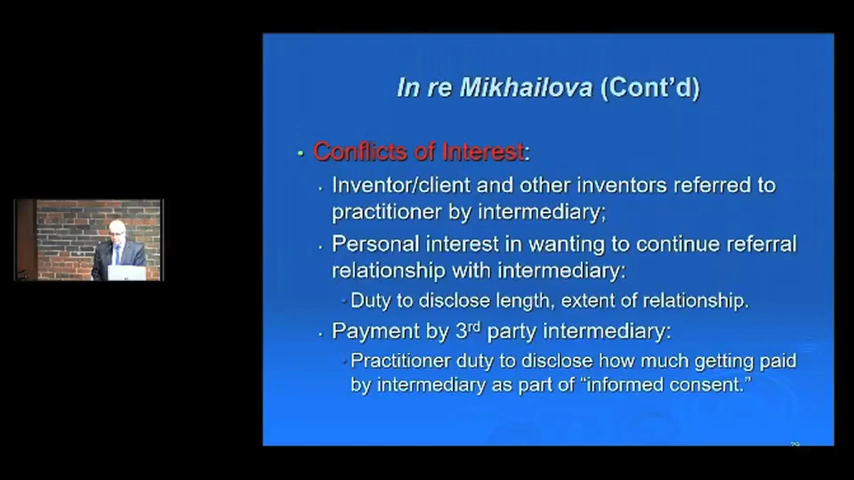 In re Mikhailova (Cont'd)
• Conflicts of Interest:
• Inventor/client and other inventors referred to
practitioner by intermediary;
• Personal interest in wanting to continue referral
relationship with intermediary:
• Duty to disclose length, extent of relationship.
• Payment by 3rd party intermediary:
• Practitioner duty to disclose how much getting paid
by intermediary as part of “informed consent.”